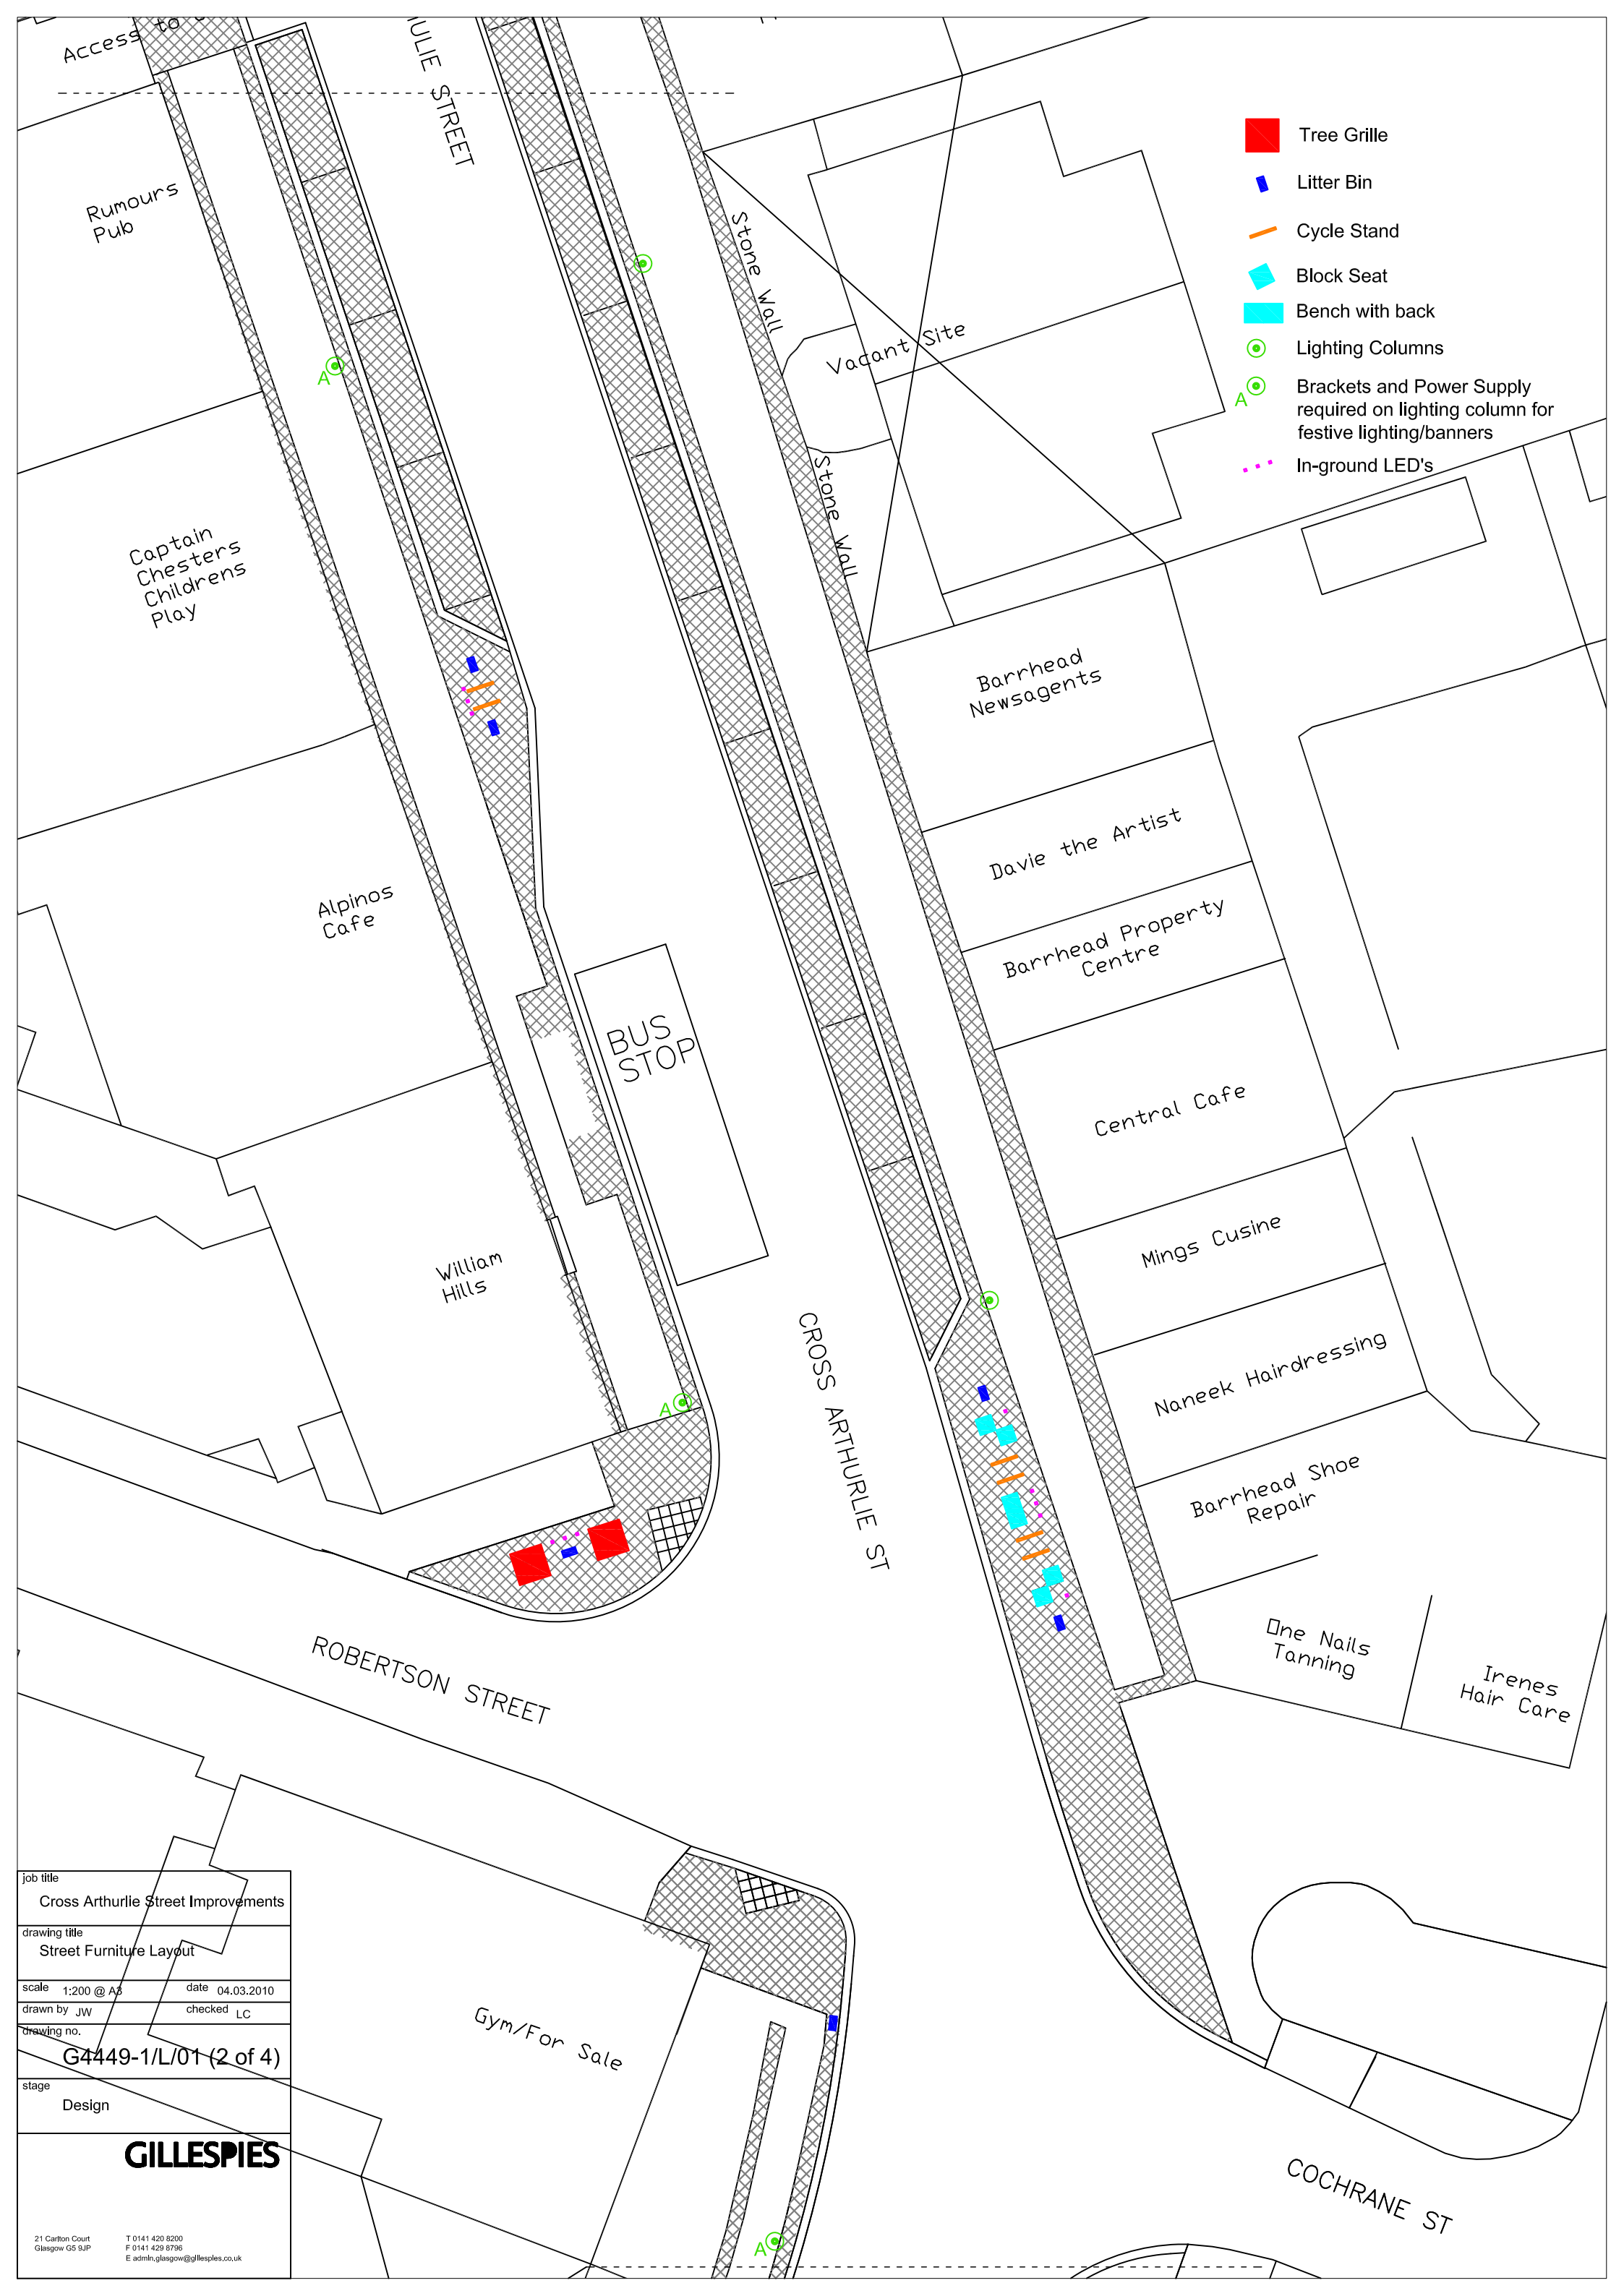 Access to
ULIE STREET
Rumours
Pub
Tree Grille
Litter Bin
Cycle Stand
Block Seat
Bench with back
Lighting Columns
A
Brackets and Power Supply
required on lighting column for
festive lighting/banners
In-ground LED's
Stone Wall
Vacant Site
A
Stone Wall
Captain
Chesters
Childrens
Play
Barrhead
Newsagents
Davie the Artist
Alpinos
Cafe
Barrhead Property
Centre
BUS
STOP
Central Cafe
William
Hills
Mings Cusine
CROSS ARTHURLIE ST
Naneek Hairdressing
A
Barrhead Shoe
Repair
ROBERTSON STREET
One Nails
Tanning
Irenes
Hair Care
Gym/For Sale
COCHRANE ST
A
job title
Cross Arthurlie Street Improvements
drawing title
Street Furniture Layout
scale 1:200 @ A3 date 04.03.2010
drawn by JW checked LC
drawing no.
G4449-1/L/01 (2 of 4)
stage
Design
GILLESPIES
21 Carlton Court T 0141 420 8200
Glasgow G5 9JP F 0141 429 8796
E admin.glasgow@gillespies.co.uk